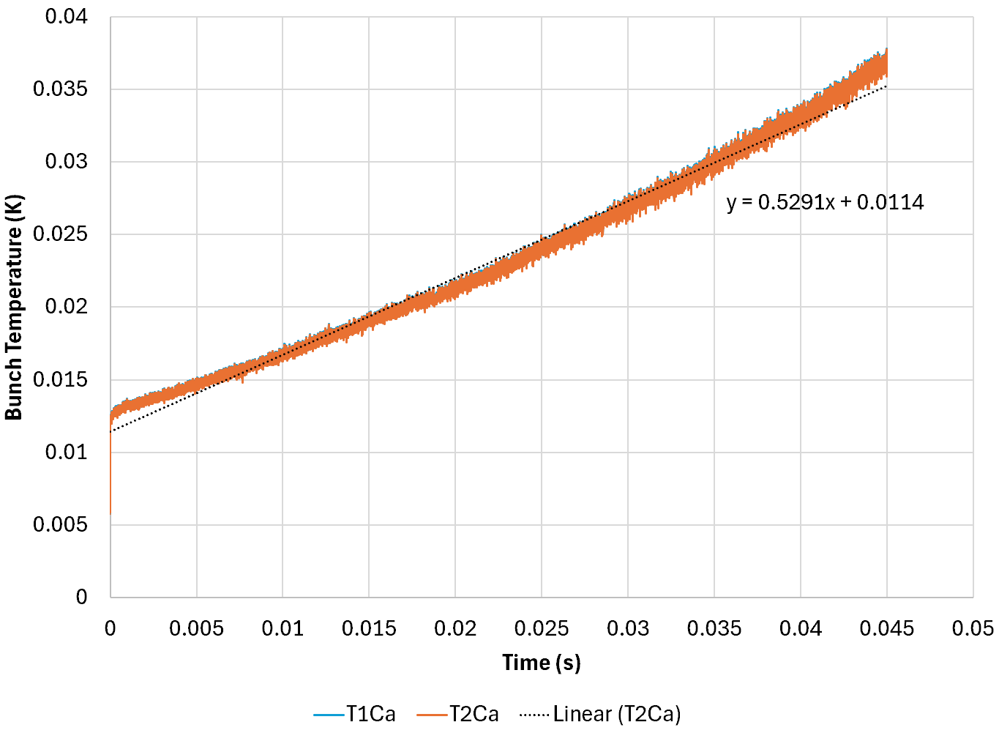 0.04
0.035
0.03
0.025
0.02
0.015
0.01
0.005
0
Bunch Temperature (K)
y = 0.5291x + 0.0114
0 0.005 0.01 0.015 0.02 0.025 0.03 0.035 0.04 0.045 0.05
Time (s)
T1Ca T2Ca Linear (T2Ca)